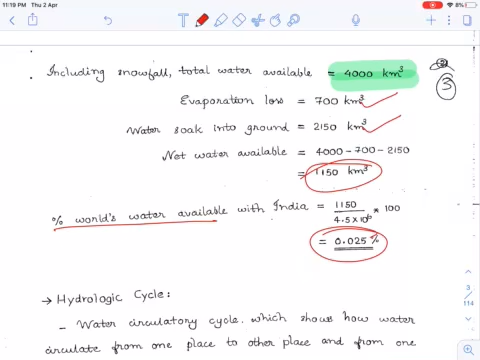 11:19 PM Thu 2 Apr
8%
Including snowfall, total water available = 4000 km³
3
Evaporation loss = 700 km³
Water soak into ground = 2150 km³
Net water available = 4000 - 700 - 2150
= 1150 km³
% world's water available with India = 1150 / 4.5 × 10⁶ * 100
= 0.025 %
→ Hydrologic Cycle:
- Water circulatory cycle, which shows how water
circulate from one place to other place and from one
3
114